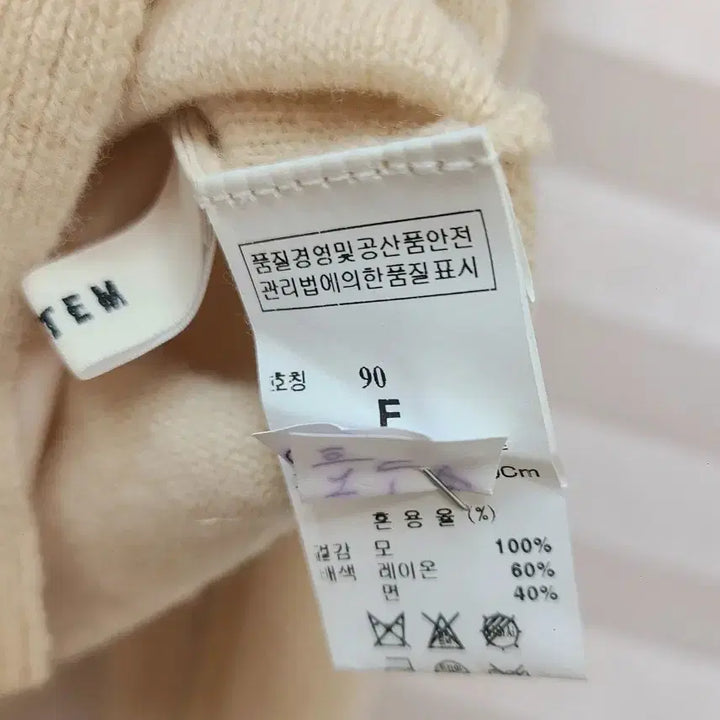 TEM
품질경영및공산품안전
관리법에의한품질표시
호칭 90
F
Cm
혼용율 (%)
겉감 모 100%
배색 레이온 60%
면 40%